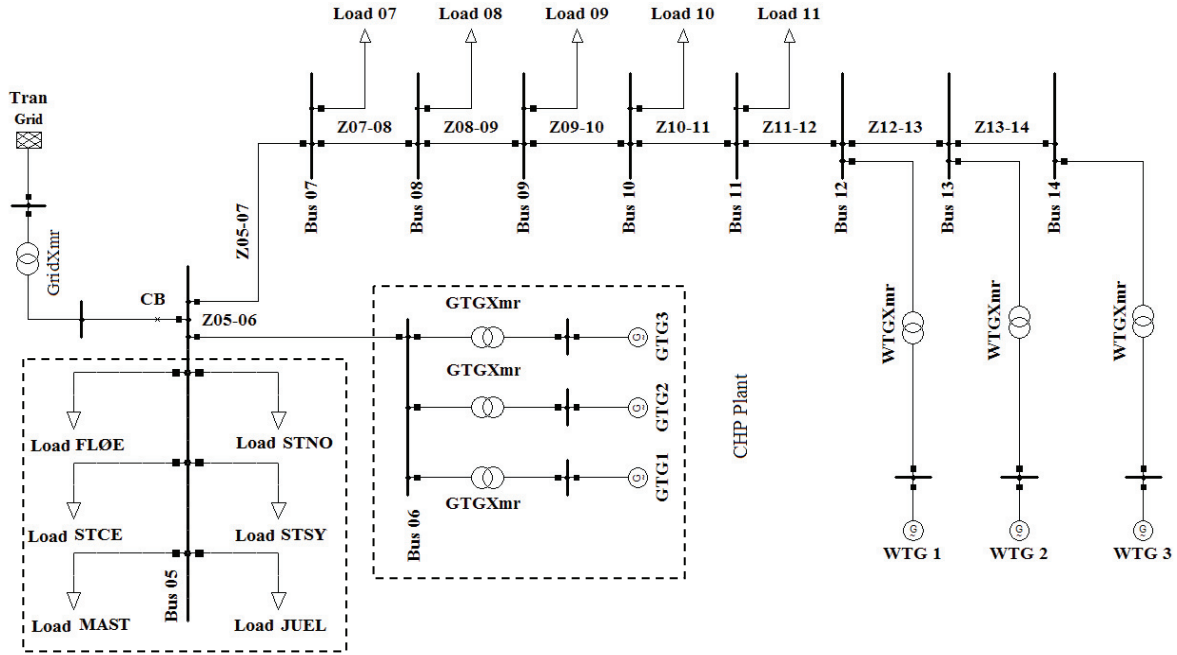 Load 07
Load 08
Load 09
Load 10
Load 11
Tran
Grid
Z07-08
Z08-09
Z09-10
Z10-11
Z11-12
Z12-13
Z13-14
Bus 07
Bus 08
Bus 09
Bus 10
Bus 11
Bus 12
Bus 13
Bus 14
GridXmr
Z05-07
CB
Z05-06
GTGXmr
G
GTG3
GTGXmr
G
GTG2
GTG1
G
GTGXmr
Bus 06
CHP Plant
WTGXmr
WTGXmr
WTGXmr
Load FLØE
Load STNO
Load STCE
Load STSY
Load MAST
Load JUEL
Bus 05
G
G
G
WTG 1
WTG 2
WTG 3